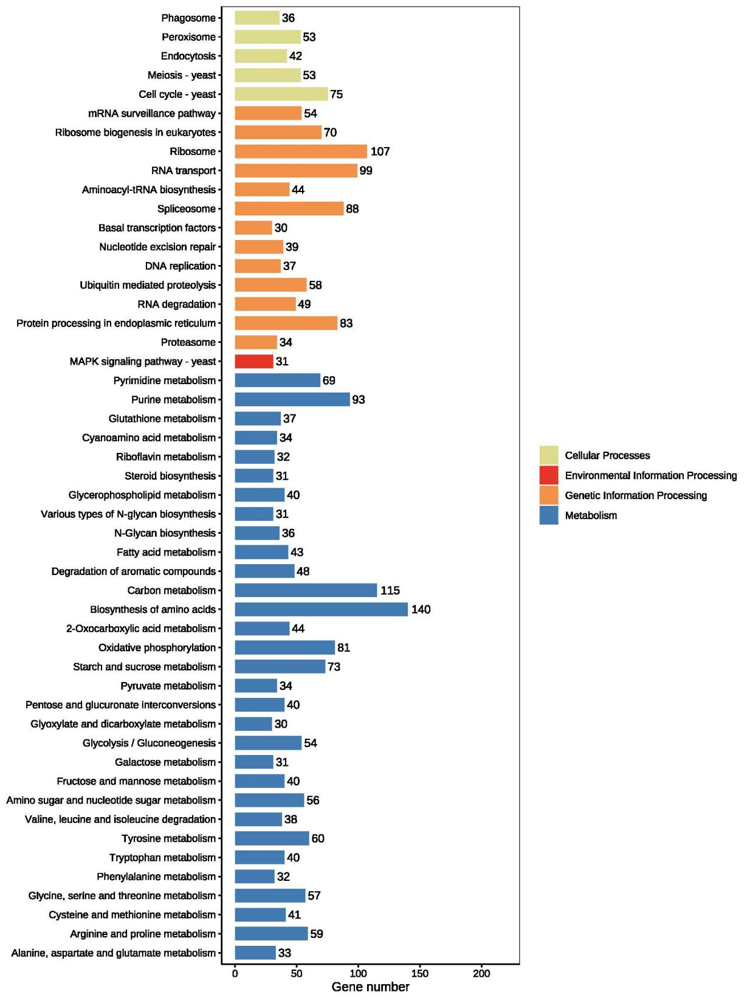 Phagosome 36
Peroxisome 53
Endocytosis 42
Meiosis - yeast 53
Cell cycle - yeast 75
mRNA surveillance pathway 54
Ribosome biogenesis in eukaryotes 70
Ribosome 107
RNA transport 99
Aminoacyl-tRNA biosynthesis 44
Spliceosome 88
Basal transcription factors 30
Nucleotide excision repair 39
DNA replication 37
Ubiquitin mediated proteolysis 58
RNA degradation 49
Protein processing in endoplasmic reticulum 83
Proteasome 34
MAPK signaling pathway - yeast 31
Pyrimidine metabolism 69
Purine metabolism 93
Glutathione metabolism 37
Cyanoamino acid metabolism 34
Riboflavin metabolism 32
Steroid biosynthesis 31
Glycerophospholipid metabolism 40
Various types of N-glycan biosynthesis 31
N-Glycan biosynthesis 36
Fatty acid metabolism 43
Degradation of aromatic compounds 48
Carbon metabolism 115
Biosynthesis of amino acids 140
2-Oxocarboxylic acid metabolism 44
Oxidative phosphorylation 81
Starch and sucrose metabolism 73
Pyruvate metabolism 34
Pentose and glucuronate interconversions 40
Glyoxylate and dicarboxylate metabolism 30
Glycolysis / Gluconeogenesis 54
Galactose metabolism 31
Fructose and mannose metabolism 40
Amino sugar and nucleotide sugar metabolism 56
Valine, leucine and isoleucine degradation 38
Tyrosine metabolism 60
Tryptophan metabolism 40
Phenylalanine metabolism 32
Glycine, serine and threonine metabolism 57
Cysteine and methionine metabolism 41
Arginine and proline metabolism 59
Alanine, aspartate and glutamate metabolism 33
0 50 100 150 200
Gene number
Cellular Processes
Environmental Information Processing
Genetic Information Processing
Metabolism